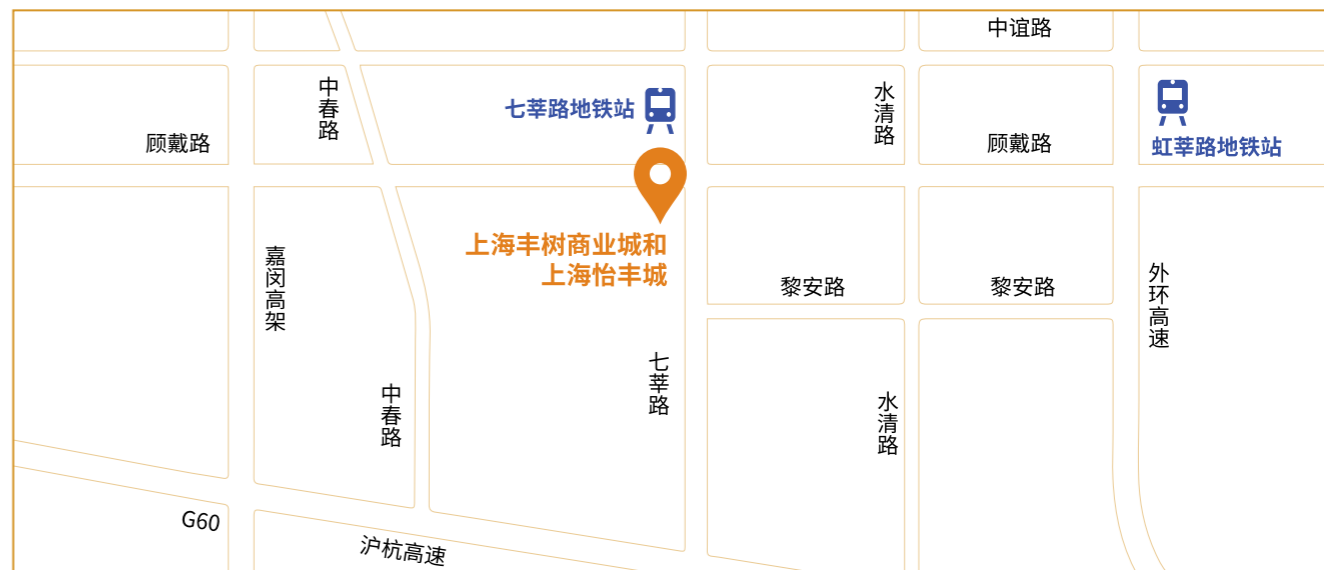 中谊路
中春路
七莘路地铁站
水清路
顾戴路
顾戴路
虹莘路地铁站
上海丰树商业城和
上海怡丰城
嘉闵高架
黎安路
黎安路
外环高速
七莘路
中春路
水清路
G60
沪杭高速